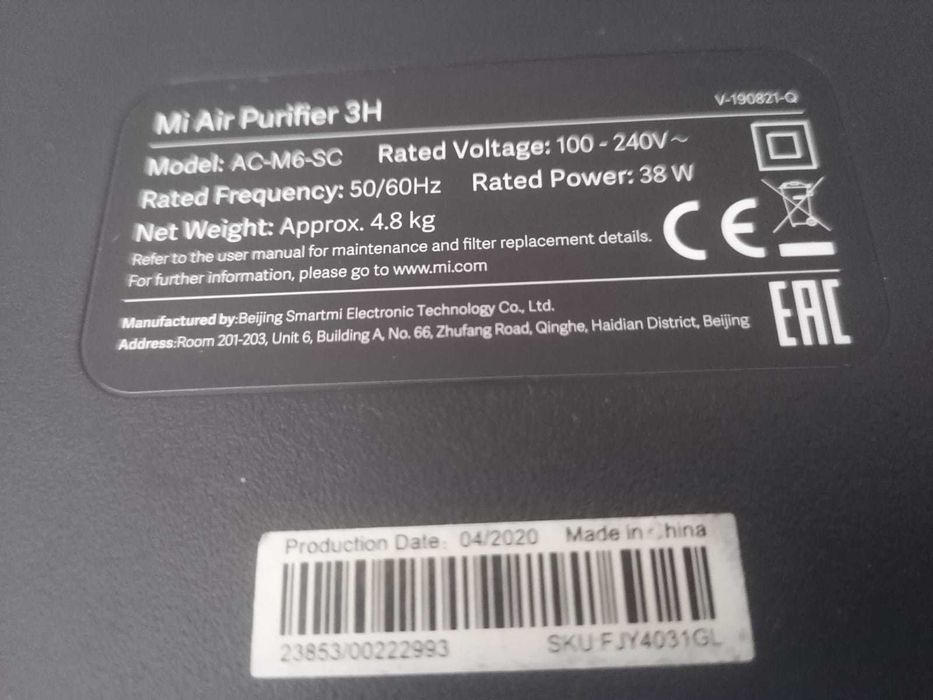 Mi Air Purifier 3H
V-190821-Q
Model: AC-M6-SC Rated Voltage: 100 - 240V~
Rated Frequency: 50/60Hz Rated Power: 38 W
Net Weight: Approx. 4.8 kg
Refer to the user manual for maintenance and filter replacement details.
For further information, please go to www.mi.com
CE
Manufactured by:Beijing Smartmi Electronic Technology Co., Ltd.
Address:Room 201-203, Unit 6, Building A, No. 66, Zhufang Road, Qinghe, Haidian District, Beijing
EAC
Production Date: 04/2020 Made in China
23853/00222993 SKU:FJY4031GL